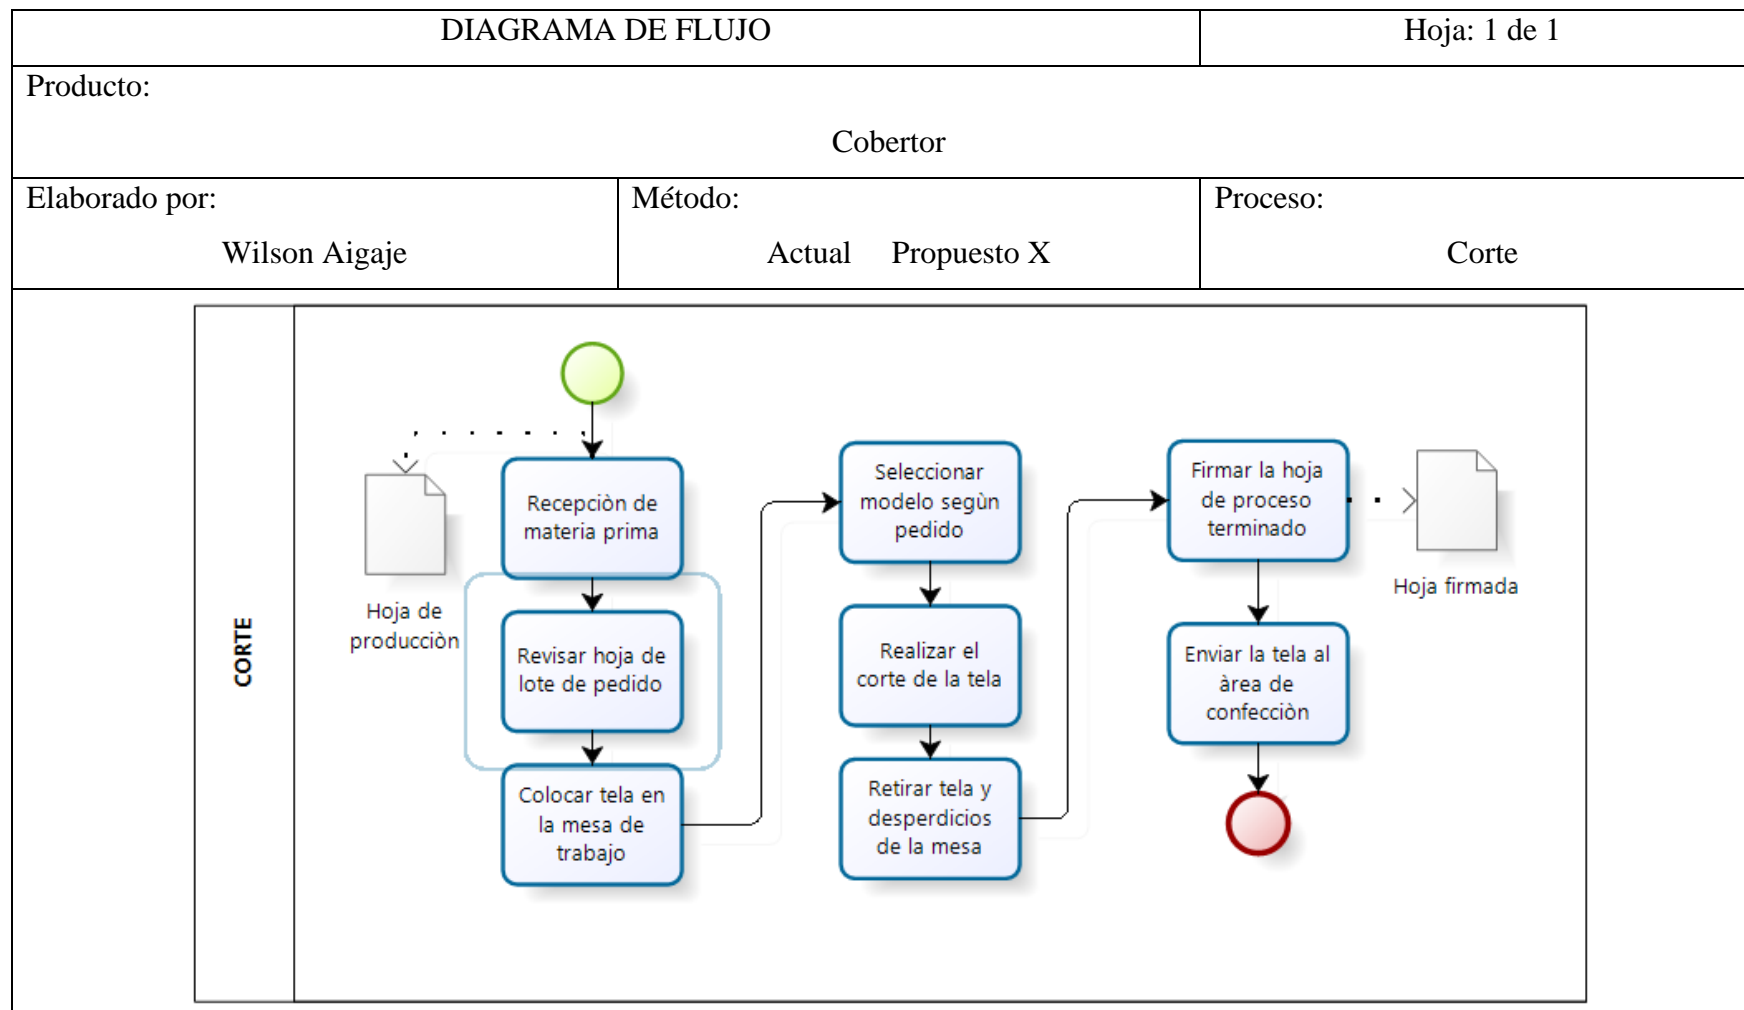 DIAGRAMA DE FLUJO
Hoja: 1 de 1
Producto:
Cobertor
Elaborado por:
Wilson Aigaje
Método:
Actual Propuesto X
Proceso:
Corte
CORTE
Hoja de
producciòn
Recepciòn de
materia prima
Revisar hoja de
lote de pedido
Colocar tela en
la mesa de
trabajo
Seleccionar
modelo segùn
pedido
Realizar el
corte de la tela
Retirar tela y
desperdicios
de la mesa
Firmar la hoja
de proceso
terminado
Hoja firmada
Enviar la tela al
àrea de
confecciòn